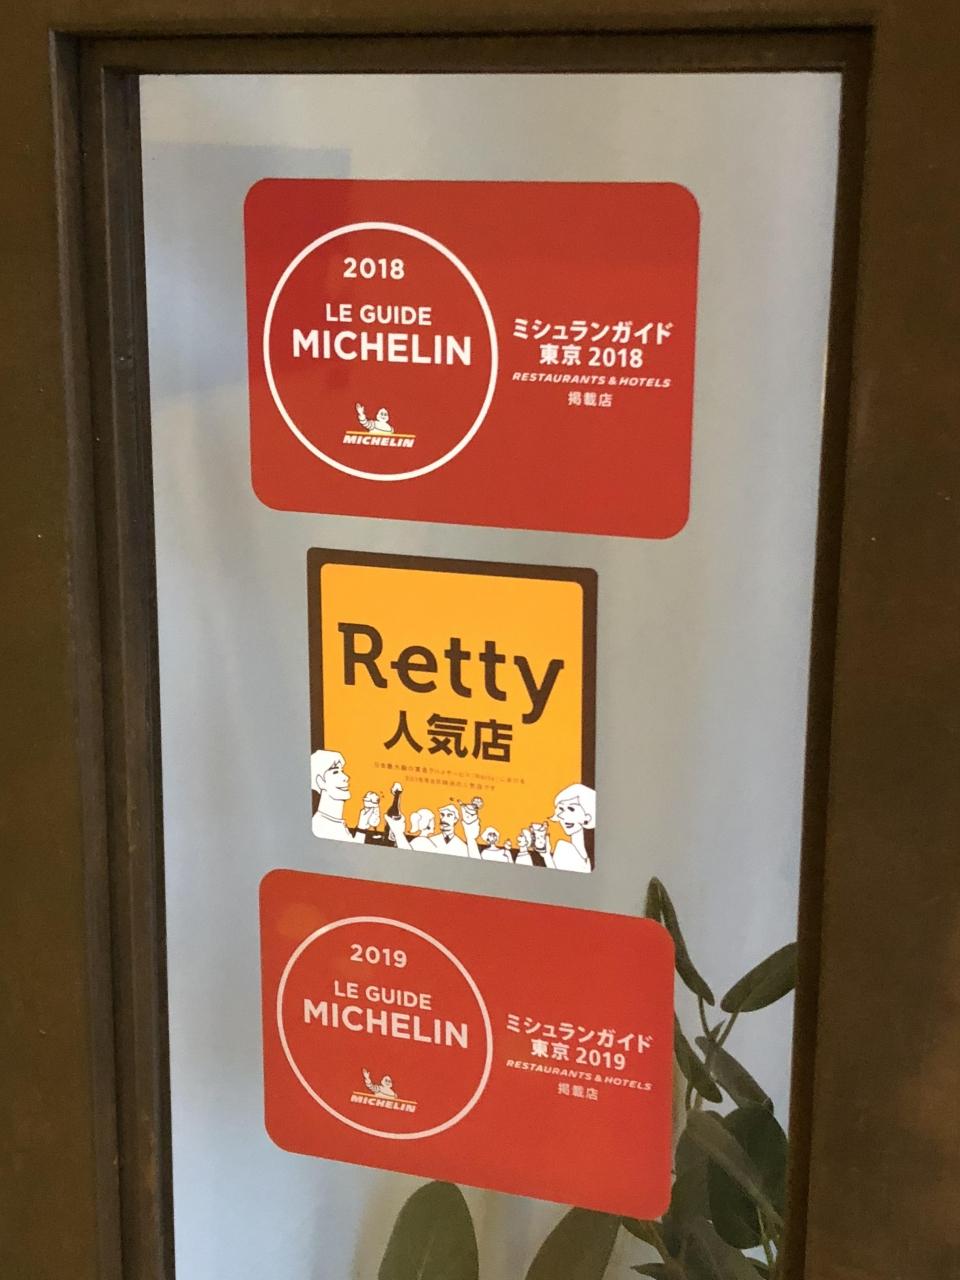 2018
LE GUIDE
MICHELIN
MICHELIN
ミシュランガイド
東京 2018
RESTAURANTS & HOTELS
掲載店
Retty
人気店
2019
LE GUIDE
MICHELIN
MICHELIN
ミシュランガイド
東京 2019
RESTAURANTS & HOTELS
掲載店